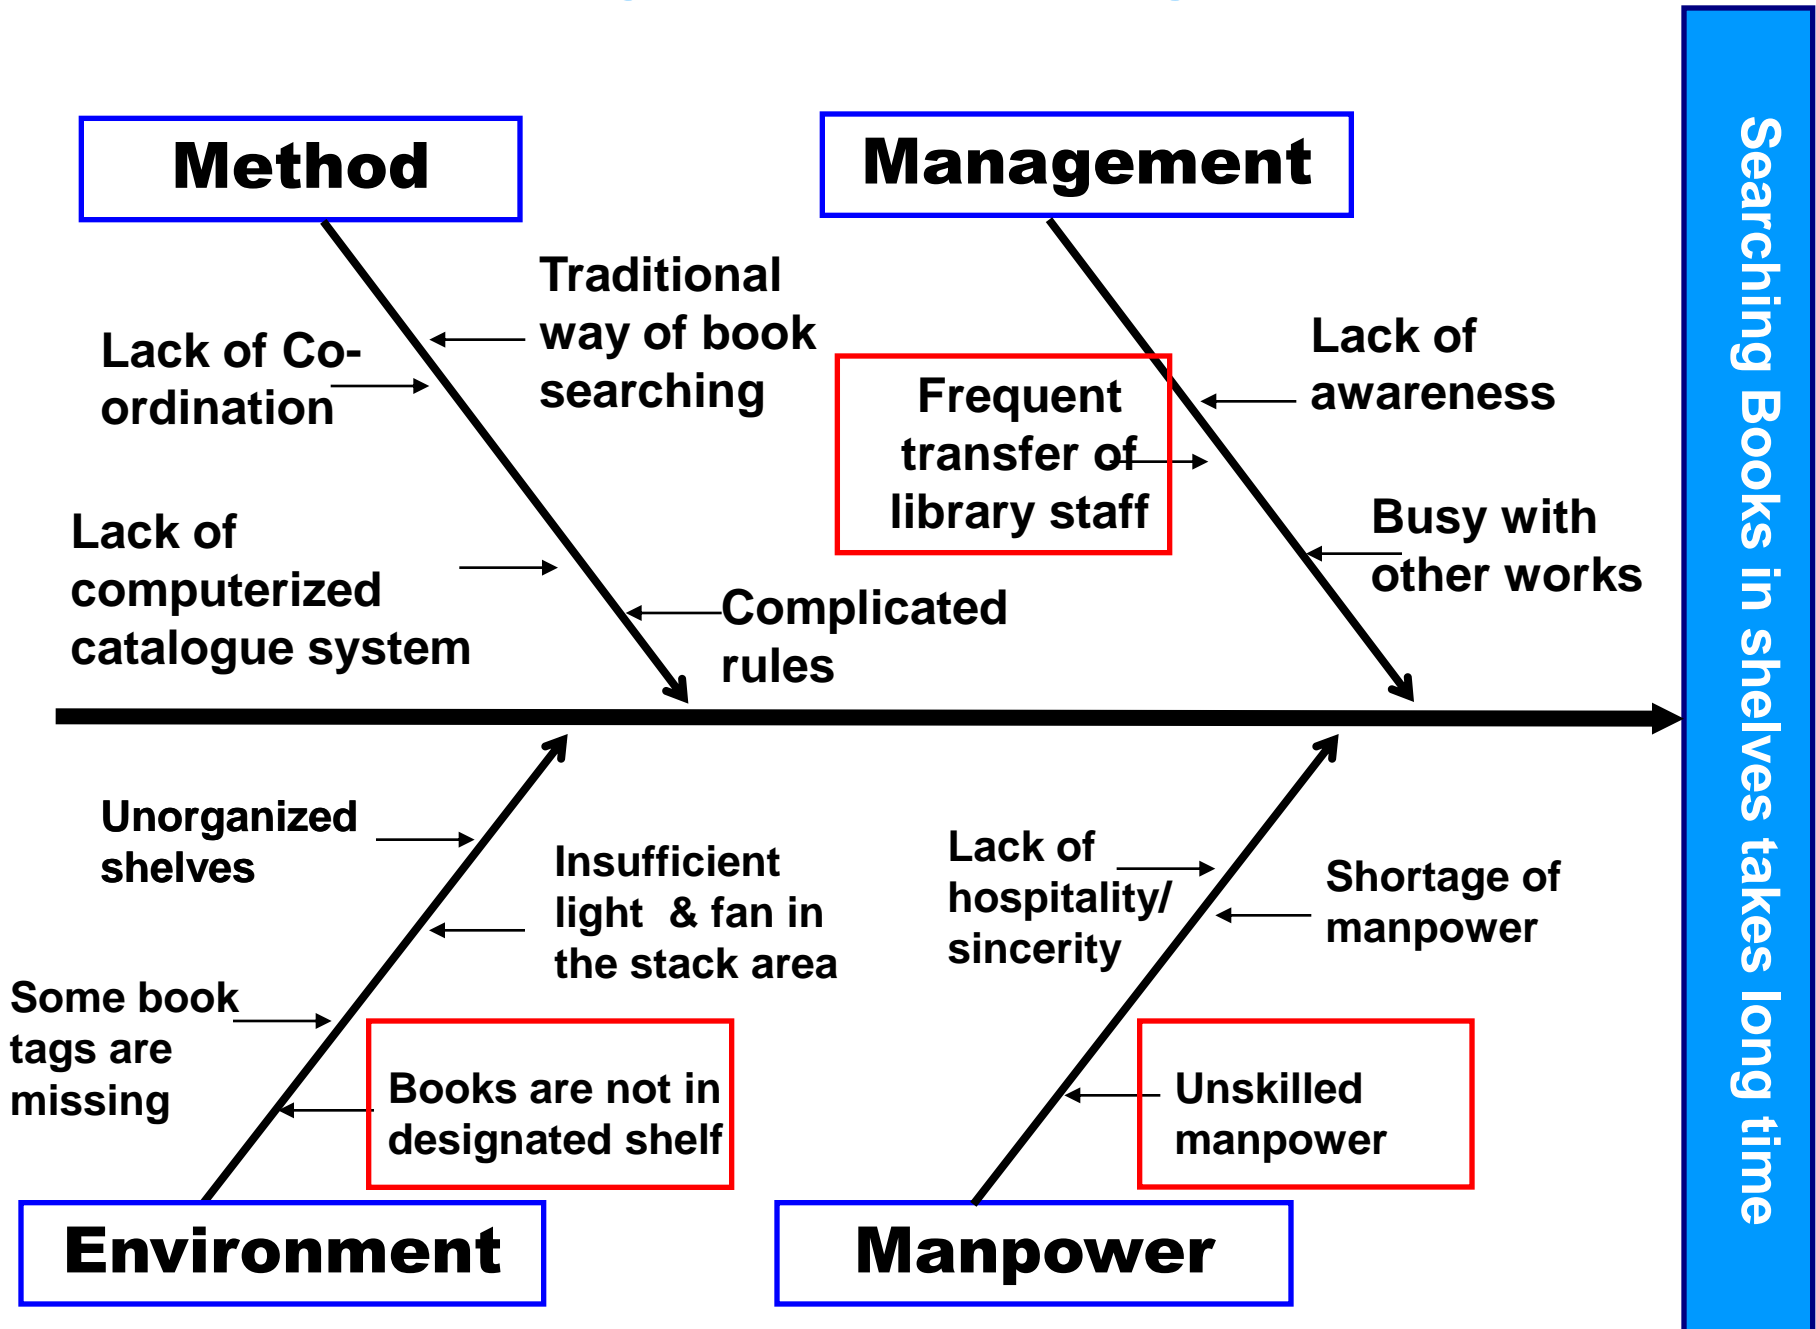 Method
Management
Traditional
way of book
searching
Lack of Co-
ordination
Lack of
computerized
catalogue system
Complicated
rules
Frequent
transfer of
library staff
Lack of
awareness
Busy with
other works
Searching Books in shelves takes long time
Unorganized
shelves
Insufficient
light & fan in
the stack area
Some book
tags are
missing
Books are not in
designated shelf
Lack of
hospitality/
sincerity
Shortage of
manpower
Unskilled
manpower
Environment
Manpower